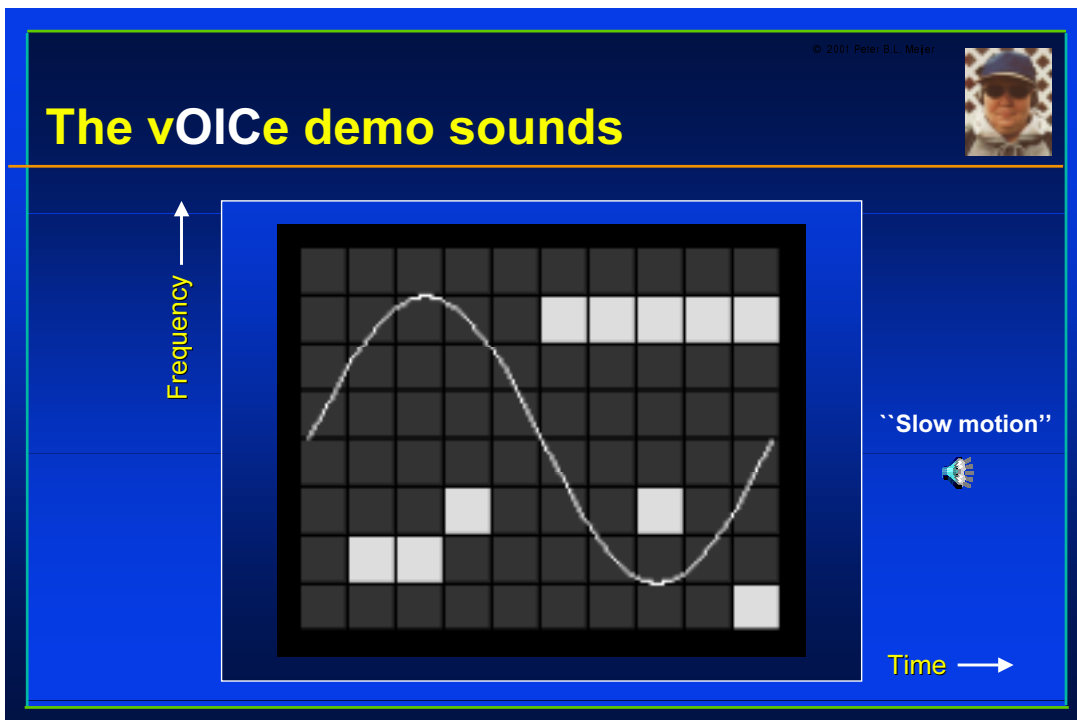 © 2001 Peter B.L. Meijer
The vOICe demo sounds
Frequency
``Slow motion’’
Time